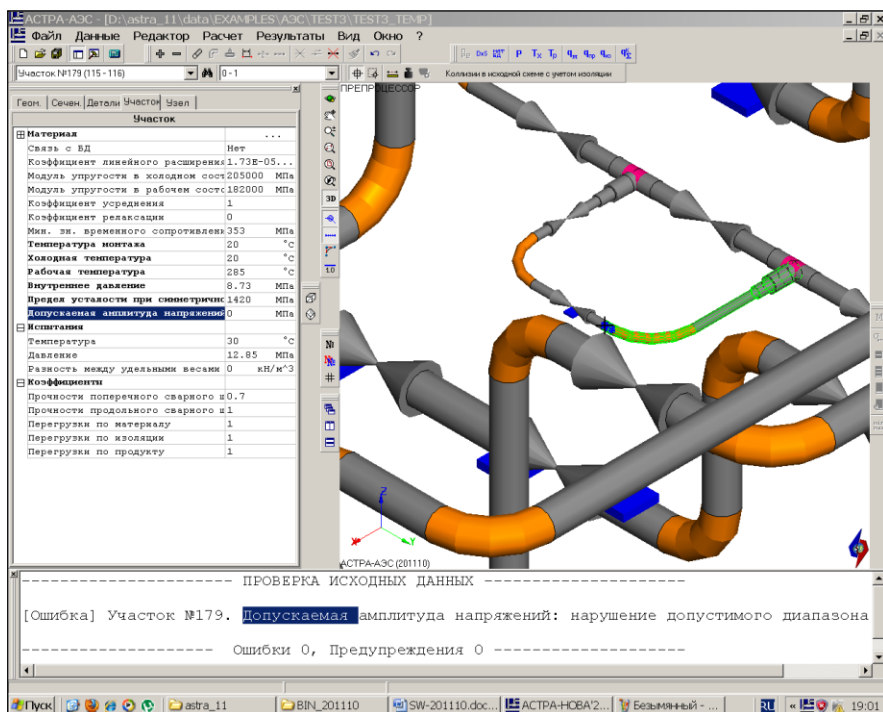 АСТРА-АЭС - [D:\astra_11\data\EXAMPLES\АЭС\TEST3\TEST3_TEMP]
Файл Данные Редактор Расчет Результаты Вид Окно ?
Участок №179 (115 - 116) 0-1 Коллизии в исходной схеме с учетом изоляции
ПРЕПРОЦЕССОР
Геом. Сечен. Детали Участок Узел
Участок
Материал ...
Связь с БД Нет
Коэффициент линейного расширения 1.73E-05...
Модуль упругости в холодном сост 205000 МПа
Модуль упругости в рабочем состо 182000 МПа
Коэффициент усреднения 1
Коэффициент релаксации 0
Мин. зн. временного сопротивлен 353 МПа
Температура монтажа 20 °C
Холодная температура 20 °C
Рабочая температура 285 °C
Внутреннее давление 8.73 МПа
Предел усталости при симметрично 1420 МПа
Допускаемая амплитуда напряжений 0 МПа
Испытания
Температура 30 °C
Давление 12.85 МПа
Разность между удельными весами 0 кН/м^3
Коэффициенты
Прочности поперечного сварного ш 0.7
Прочности продольного сварного ш 1
Перегрузки по материалу 1
Перегрузки по изоляции 1
Перегрузки по продукту 1
3D
1.0
№
Z
X
Y
АСТРА-АЭС (201110)
ПРОВЕРКА ИСХОДНЫХ ДАННЫХ
[Ошибка] Участок №179. Допускаемая амплитуда напряжений: нарушение допустимого диапазона
Ошибки 0, Предупреждения 0
Пуск astra_11 BIN_201110 SW-201110.doc... АСТРА-НОВА'2... Безымянный - ... RU « 19:01